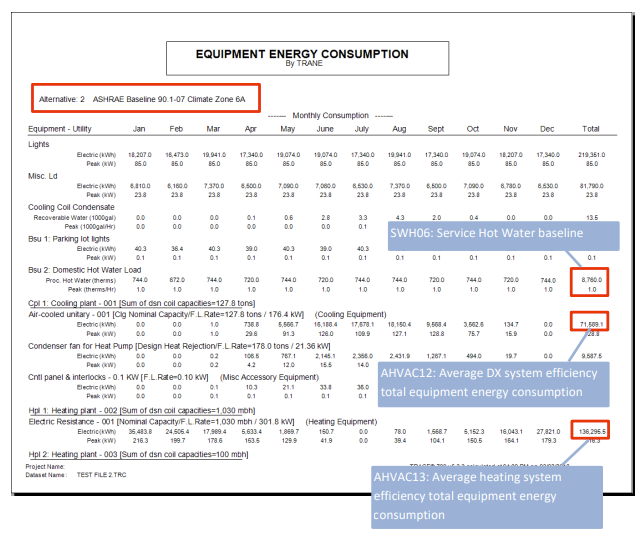 EQUIPMENT ENERGY CONSUMPTION
By TRANE
Alternative: 2 ASHRAE Baseline 90.1-07 Climate Zone 6A
------- Monthly Consumption -------
Equipment - Utility Jan Feb Mar Apr May June July Aug Sept Oct Nov Dec Total
Lights
Electric (kWh) 18,207.0 16,473.0 19,941.0 17,340.0 19,074.0 19,074.0 17,340.0 19,941.0 17,340.0 19,074.0 18,207.0 17,340.0 219,351.0
Peak (kW) 85.0 85.0 85.0 85.0 85.0 85.0 85.0 85.0 85.0 85.0 85.0 85.0 85.0
Misc. Ld
Electric (kWh) 6,810.0 6,160.0 7,370.0 6,500.0 7,090.0 7,060.0 6,530.0 7,370.0 6,500.0 7,090.0 6,780.0 6,530.0 81,790.0
Peak (kW) 23.8 23.8 23.8 23.8 23.8 23.8 23.8 23.8 23.8 23.8 23.8 23.8 23.8
Cooling Coil Condensate
Recoverable Water (1000gal) 0.0 0.0 0.0 0.1 0.6 2.8 3.3 4.3 2.0 0.4 0.0 0.0 13.5
Peak (1000gal/Hr) 0.0 0.0 0.0 0.0 0.0 0.0 0.1
SWH06: Service Hot Water baseline
Bsu 1: Parking lot lights
Electric (kWh) 40.3 36.4 40.3 39.0 40.3 39.0 40.3
Peak (kW) 0.1 0.1 0.1 0.1 0.1 0.1 0.1 0.1 0.1 0.1 0.1 0.1 0.1
Bsu 2: Domestic Hot Water Load
Proc. Hot Water (therms) 744.0 672.0 744.0 720.0 744.0 720.0 744.0 744.0 720.0 744.0 720.0 744.0 8,760.0
Peak (therms/Hr) 1.0 1.0 1.0 1.0 1.0 1.0 1.0 1.0 1.0 1.0 1.0 1.0 1.0
Cpl 1: Cooling plant - 001 [Sum of dsn coil capacities=127.8 tons]
Air-cooled unitary - 001 [Clg Nominal Capacity/F.L.Rate=127.8 tons / 176.4 kW] (Cooling Equipment)
Electric (kWh) 0.0 0.0 1.0 738.8 5,566.7 16,188.4 17,678.1 18,150.4 9,568.4 3,562.6 134.7 0.0 71,589.1
Peak (kW) 0.0 0.0 1.0 29.6 91.3 126.0 109.9 127.1 128.8 75.7 15.9 0.0 128.8
Condenser fan for Heat Pump [Design Heat Rejection/F.L.Rate=178.0 tons / 21.36 kW]
Electric (kWh) 0.0 0.0 0.2 106.5 767.1 2,145.1 2,368.0 2,431.9 1,267.1 494.0 19.7 0.0 9,587.5
Peak (kW) 0.0 0.0 0.2 4.2 12.0 15.5 14.0
AHVAC12: Average DX system efficiency
total equipment energy consumption
Cntl panel & interlocks - 0.1 KW [F.L.Rate=0.10 kW] (Misc Accessory Equipment)
Electric (kWh) 0.0 0.0 0.1 10.3 21.1 33.8 38.0
Peak (kW) 0.0 0.0 0.1 0.1 0.1 0.1 0.1
Hpl 1: Heating plant - 002 [Sum of dsn coil capacities=1,030 mbh]
Electric Resistance - 001 [Nominal Capacity/F.L.Rate=1,030 mbh / 301.8 kW] (Heating Equipment)
Electric (kWh) 35,483.8 24,505.4 17,989.4 5,633.4 1,869.7 150.7 0.0 78.0 1,568.7 5,152.3 16,043.1 27,821.0 136,295.5
Peak (kW) 216.3 199.7 178.6 153.5 129.9 41.9 0.0 39.4 104.1 150.5 164.1 179.3
Hpl 2: Heating plant - 003 [Sum of dsn coil capacities=100 mbh]
Project Name:
Dataset Name: TEST FILE 2.TRC
AHVAC13: Average heating system
efficiency total equipment energy
consumption